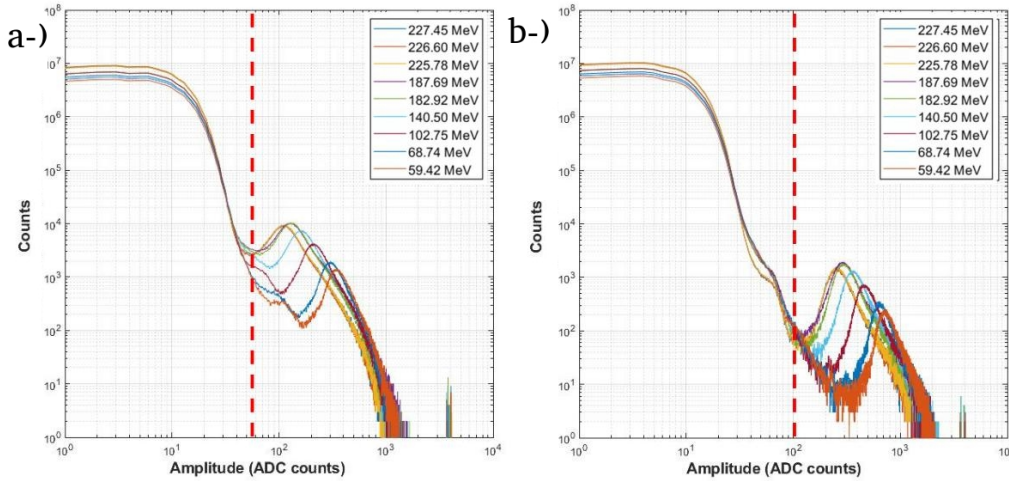 a-)
10^8
10^7
10^6
10^5
10^4
10^3
10^2
10^1
10^0
Counts
227.45 MeV
226.60 MeV
225.78 MeV
187.69 MeV
182.92 MeV
140.50 MeV
102.75 MeV
68.74 MeV
59.42 MeV
10^0 10^1 10^2 10^3 10^4
Amplitude (ADC counts)
b-)
10^8
10^7
10^6
10^5
10^4
10^3
10^2
10^1
10^0
Counts
227.45 MeV
226.60 MeV
225.78 MeV
187.69 MeV
182.92 MeV
140.50 MeV
102.75 MeV
68.74 MeV
59.42 MeV
10^0 10^1 10^2 10^3 10^4
Amplitude (ADC counts)